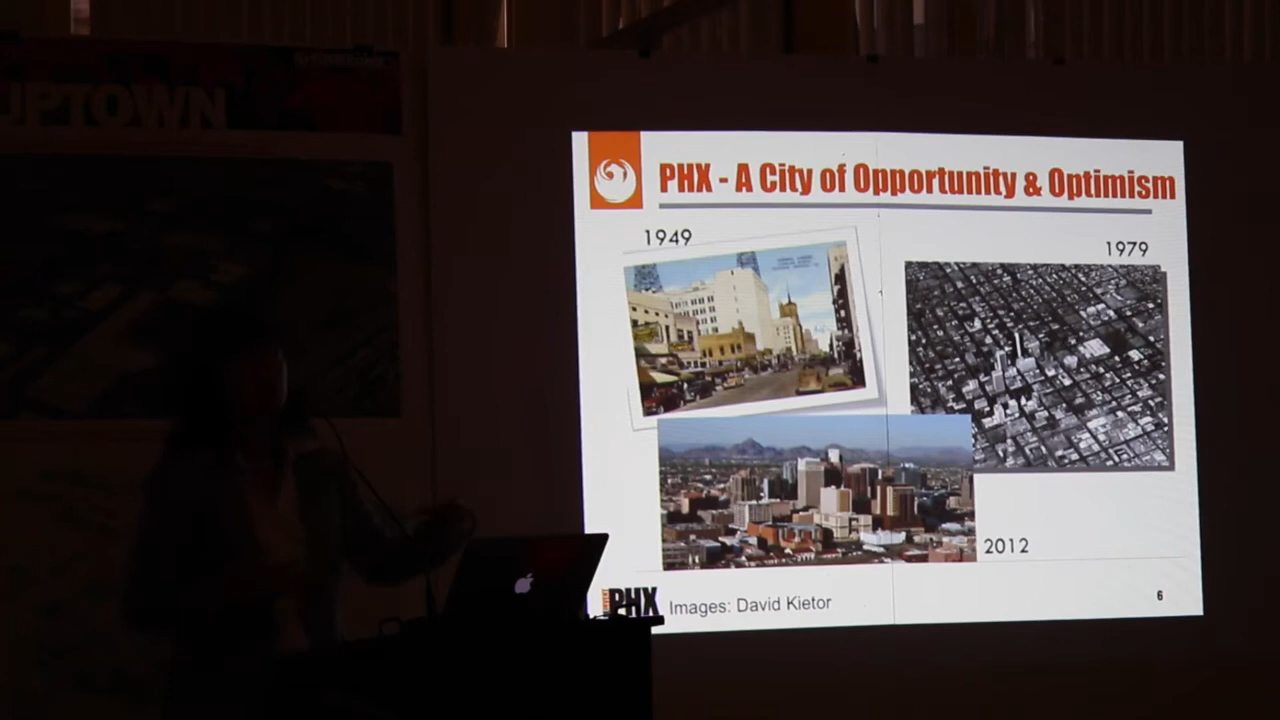 UPTOWN
PHX - A City of Opportunity & Optimism
1949
1979
2012
PHX
Images: David Kietor
6